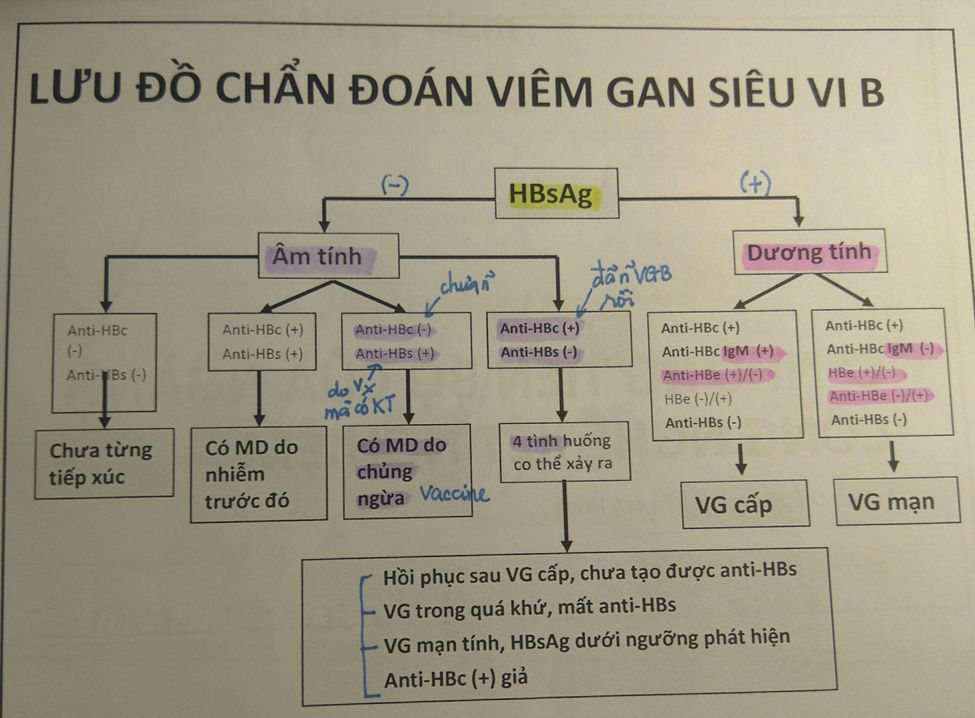 LƯU ĐỒ CHẨN ĐOÁN VIÊM GAN SIÊU VI B
(-)
HBsAg
(+)
Âm tính
Dương tính
chưa n~
đã n~ VGB
rồi
Anti-HBc
(-)
Anti-HBs (-)
Anti-HBc (+)
Anti-HBs (+)
Anti-HBc (-)
Anti-HBs (+)
Anti-HBc (+)
Anti-HBs (-)
Anti-HBc (+)
Anti-HBc IgM (+)
Anti-HBe (+)/(-)
HBe (-)/(+)
Anti-HBs (-)
Anti-HBc (+)
Anti-HBc IgM (-)
HBe (+)/(-)
Anti-HBe (-)/(+)
Anti-HBs (-)
do Vx
mà có KT
Chưa từng
tiếp xúc
Có MD do
nhiễm
trước đó
Có MD do
chủng
ngừa Vaccine
4 tình huống
co thể xảy ra
VG cấp
VG mạn
Hồi phục sau VG cấp, chưa tạo được anti-HBs
VG trong quá khứ, mất anti-HBs
VG mạn tính, HBsAg dưới ngưỡng phát hiện
Anti-HBc (+) giả